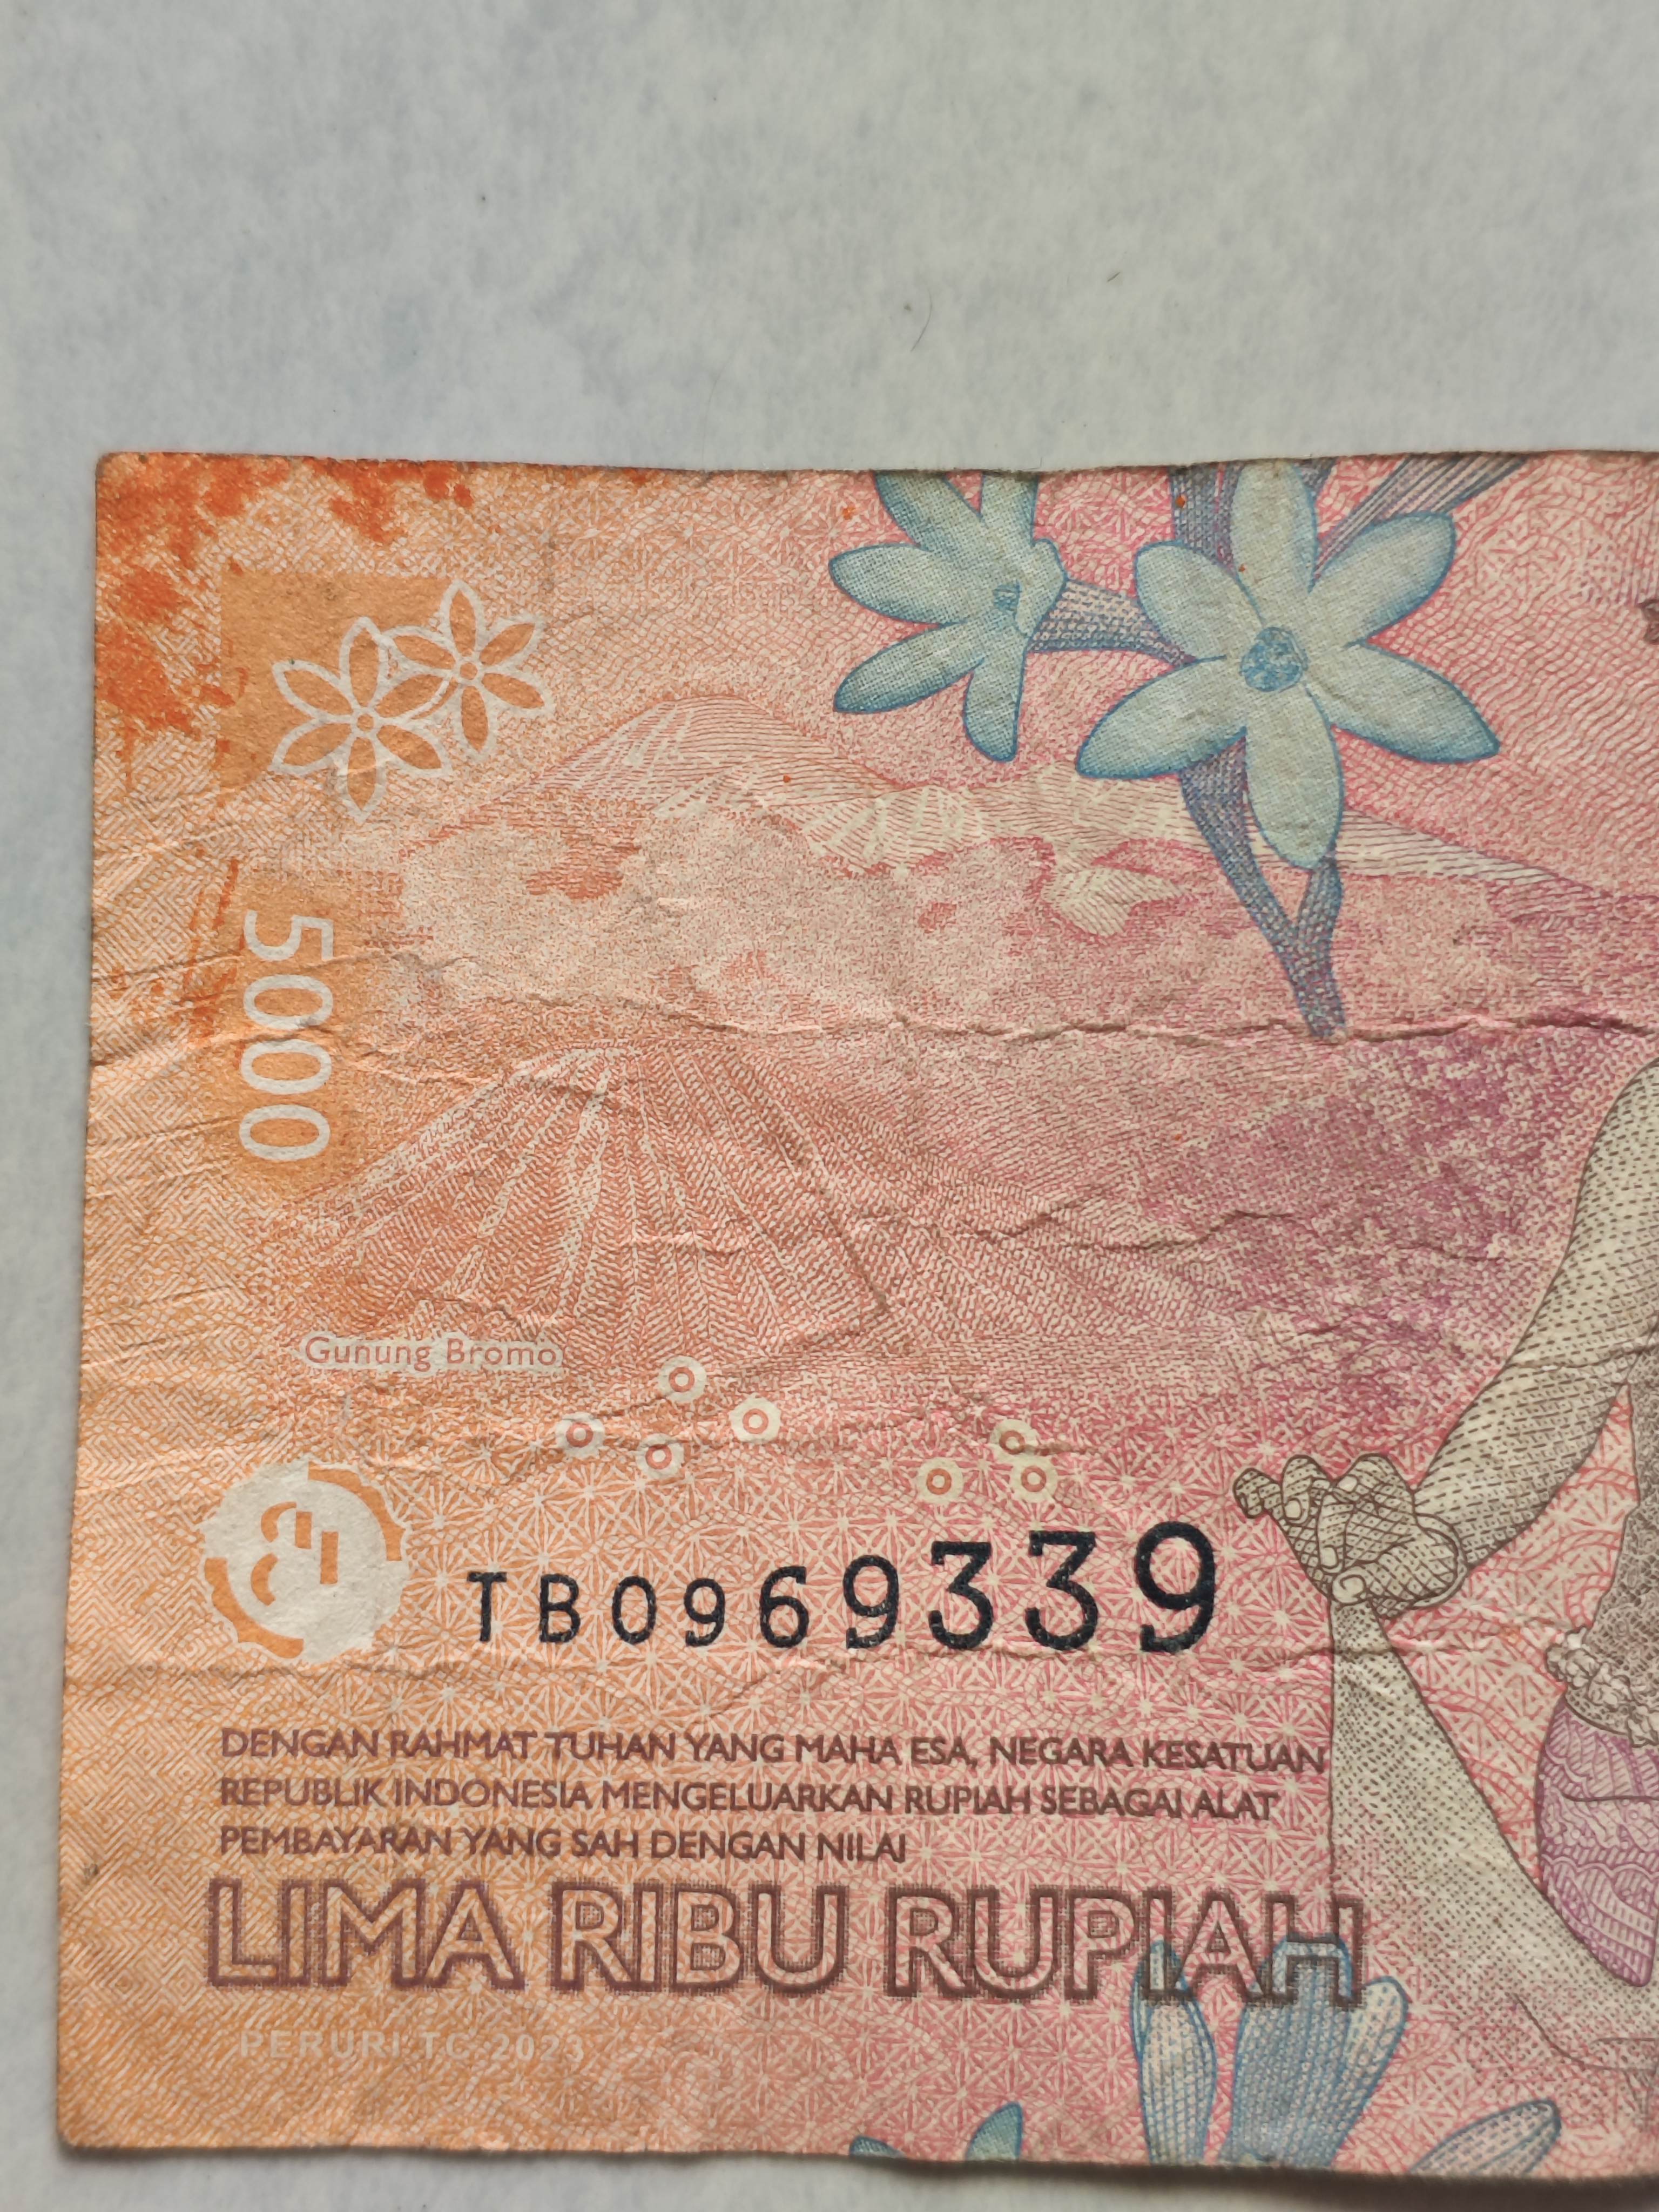 5000
Gunung Bromo
TB0969339
DENGAN RAHMAT TUHAN YANG MAHA ESA, NEGARA KESATUAN
REPUBLIK INDONESIA MENGELUARKAN RUPIAH SEBAGAI ALAT
PEMBAYARAN YANG SAH DENGAN NILAI
LIMA RIBU RUPIAH
PERURI TC 2023